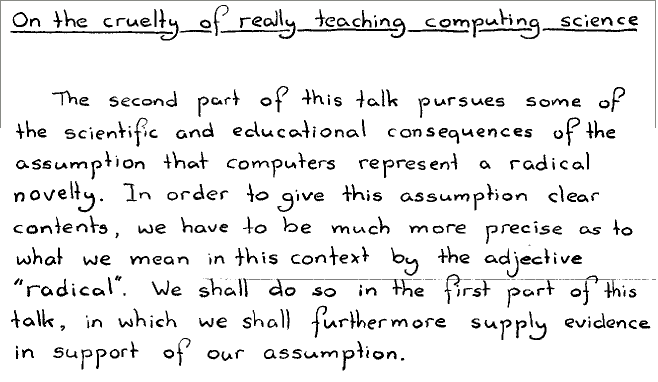 On the cruelty of really teaching computing science
The second part of this talk pursues some of
the scientific and educational consequences of the
assumption that computers represent a radical
novelty. In order to give this assumption clear
contents, we have to be much more precise as to
what we mean in this context by the adjective
"radical". We shall do so in the first part of this
talk, in which we shall furthermore supply evidence
in support of our assumption.